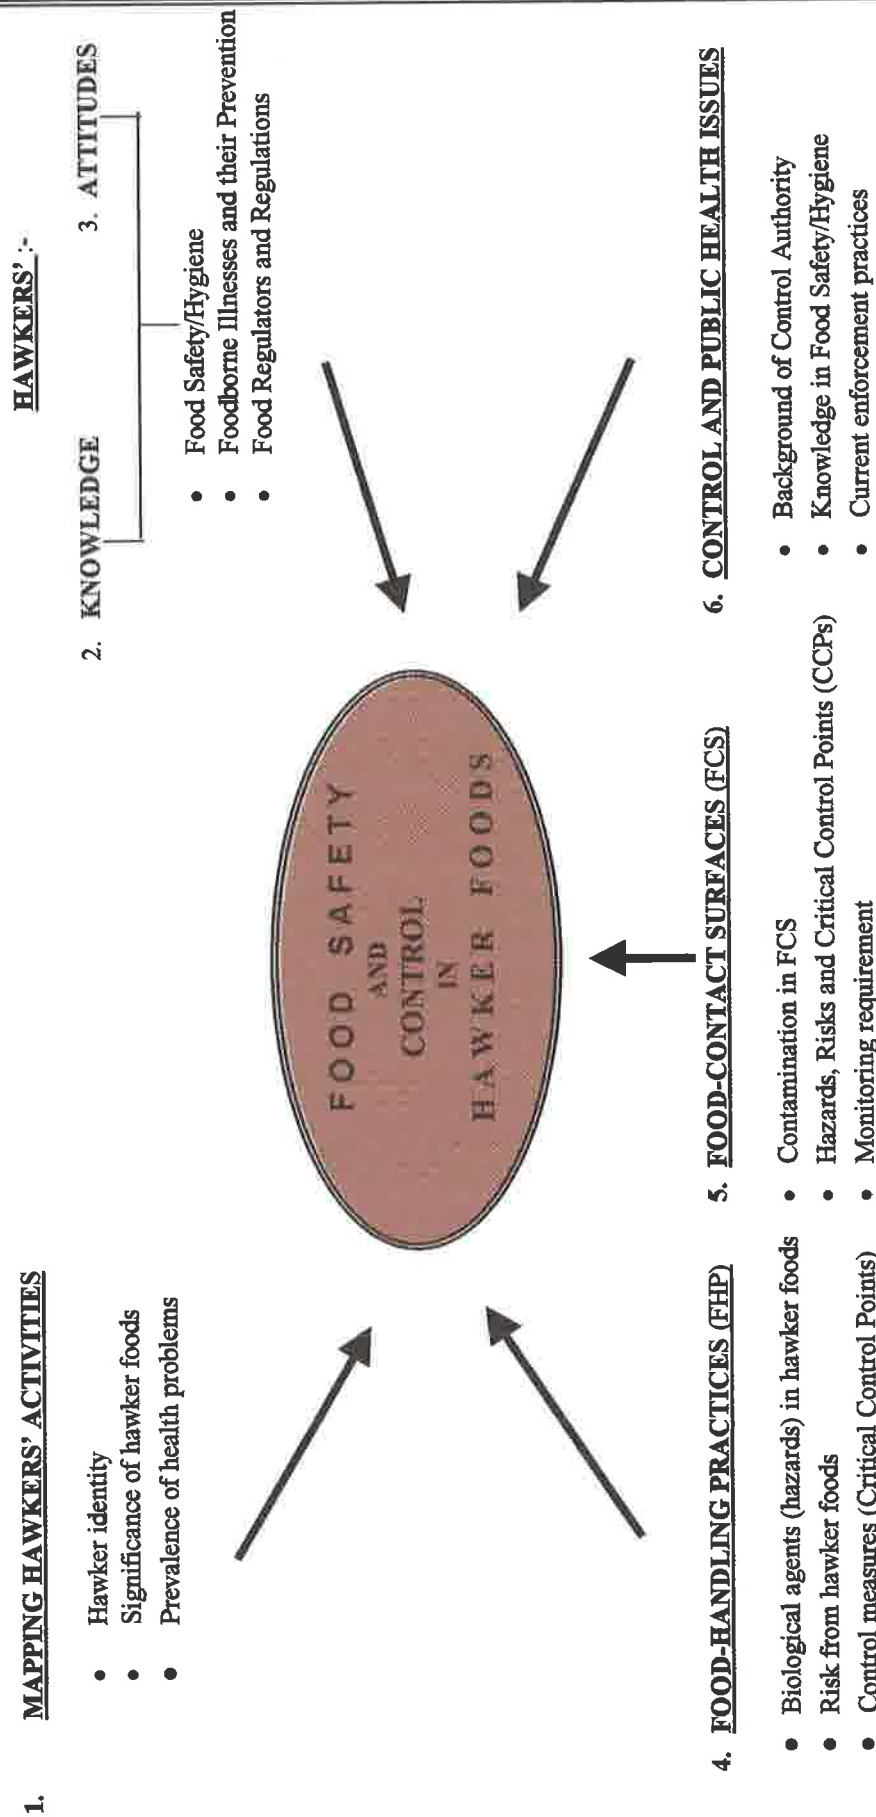 1. MAPPING HAWKERS' ACTIVITIES
• Hawker identity
• Significance of hawker foods
• Prevalence of health problems
HAWKERS' :-
2. KNOWLEDGE
3. ATTITUDES
• Food Safety/Hygiene
• Foodborne Illnesses and their Prevention
• Food Regulators and Regulations
FOOD SAFETY
AND
CONTROL
IN
HAWKER FOODS
4. FOOD-HANDLING PRACTICES (FHP)
• Biological agents (hazards) in hawker foods
• Risk from hawker foods
• Control measures (Critical Control Points)
5. FOOD-CONTACT SURFACES (FCS)
• Contamination in FCS
• Hazards, Risks and Critical Control Points (CCPs)
• Monitoring requirement
6. CONTROL AND PUBLIC HEALTH ISSUES
• Background of Control Authority
• Knowledge in Food Safety/Hygiene
• Current enforcement practices